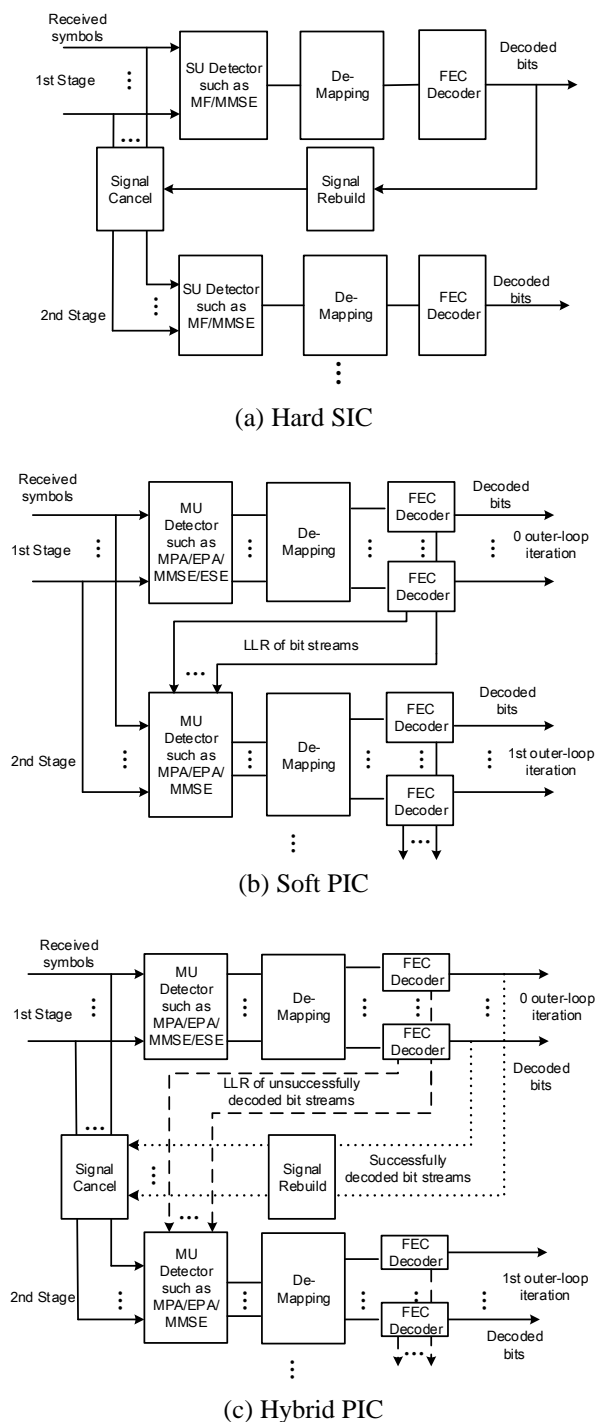 Received
symbols
1st Stage
SU Detector
such as
MF/MMSE
De-
Mapping
FEC
Decoder
Decoded
bits
Signal
Cancel
Signal
Rebuild
2nd Stage
SU Detector
such as
MF/MMSE
De-
Mapping
FEC
Decoder
Decoded
bits
(a) Hard SIC
Received
symbols
1st Stage
MU
Detector
such as
MPA/EPA/
MMSE/ESE
De-
Mapping
FEC
Decoder
FEC
Decoder
Decoded
bits
0 outer-loop
iteration
LLR of bit streams
2nd Stage
MU
Detector
such as
MPA/EPA/
MMSE
De-
Mapping
FEC
Decoder
FEC
Decoder
Decoded
bits
1st outer-loop
iteration
(b) Soft PIC
Received
symbols
1st Stage
MU
Detector
such as
MPA/EPA/
MMSE/ESE
De-
Mapping
FEC
Decoder
FEC
Decoder
0 outer-loop
iteration
Decoded
bits
LLR of unsuccessfully
decoded bit streams
Signal
Cancel
Signal
Rebuild
Successfully
decoded bit streams
2nd Stage
MU
Detector
such as
MPA/EPA/
MMSE
De-
Mapping
FEC
Decoder
FEC
Decoder
1st outer-loop
iteration
Decoded
bits
(c) Hybrid PIC